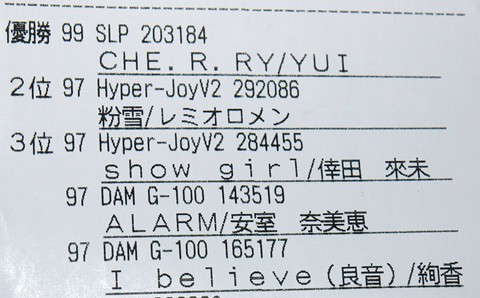 優勝 99 SLP 203184
CHE.R.RY/YUI
2位 97 Hyper-JoyV2 292086
粉雪/レミオロメン
3位 97 Hyper-JoyV2 284455
show girl/倖田 來未
97 DAM G-100 143519
ALARM/安室 奈美恵
97 DAM G-100 165177
I believe(良音)/絢香